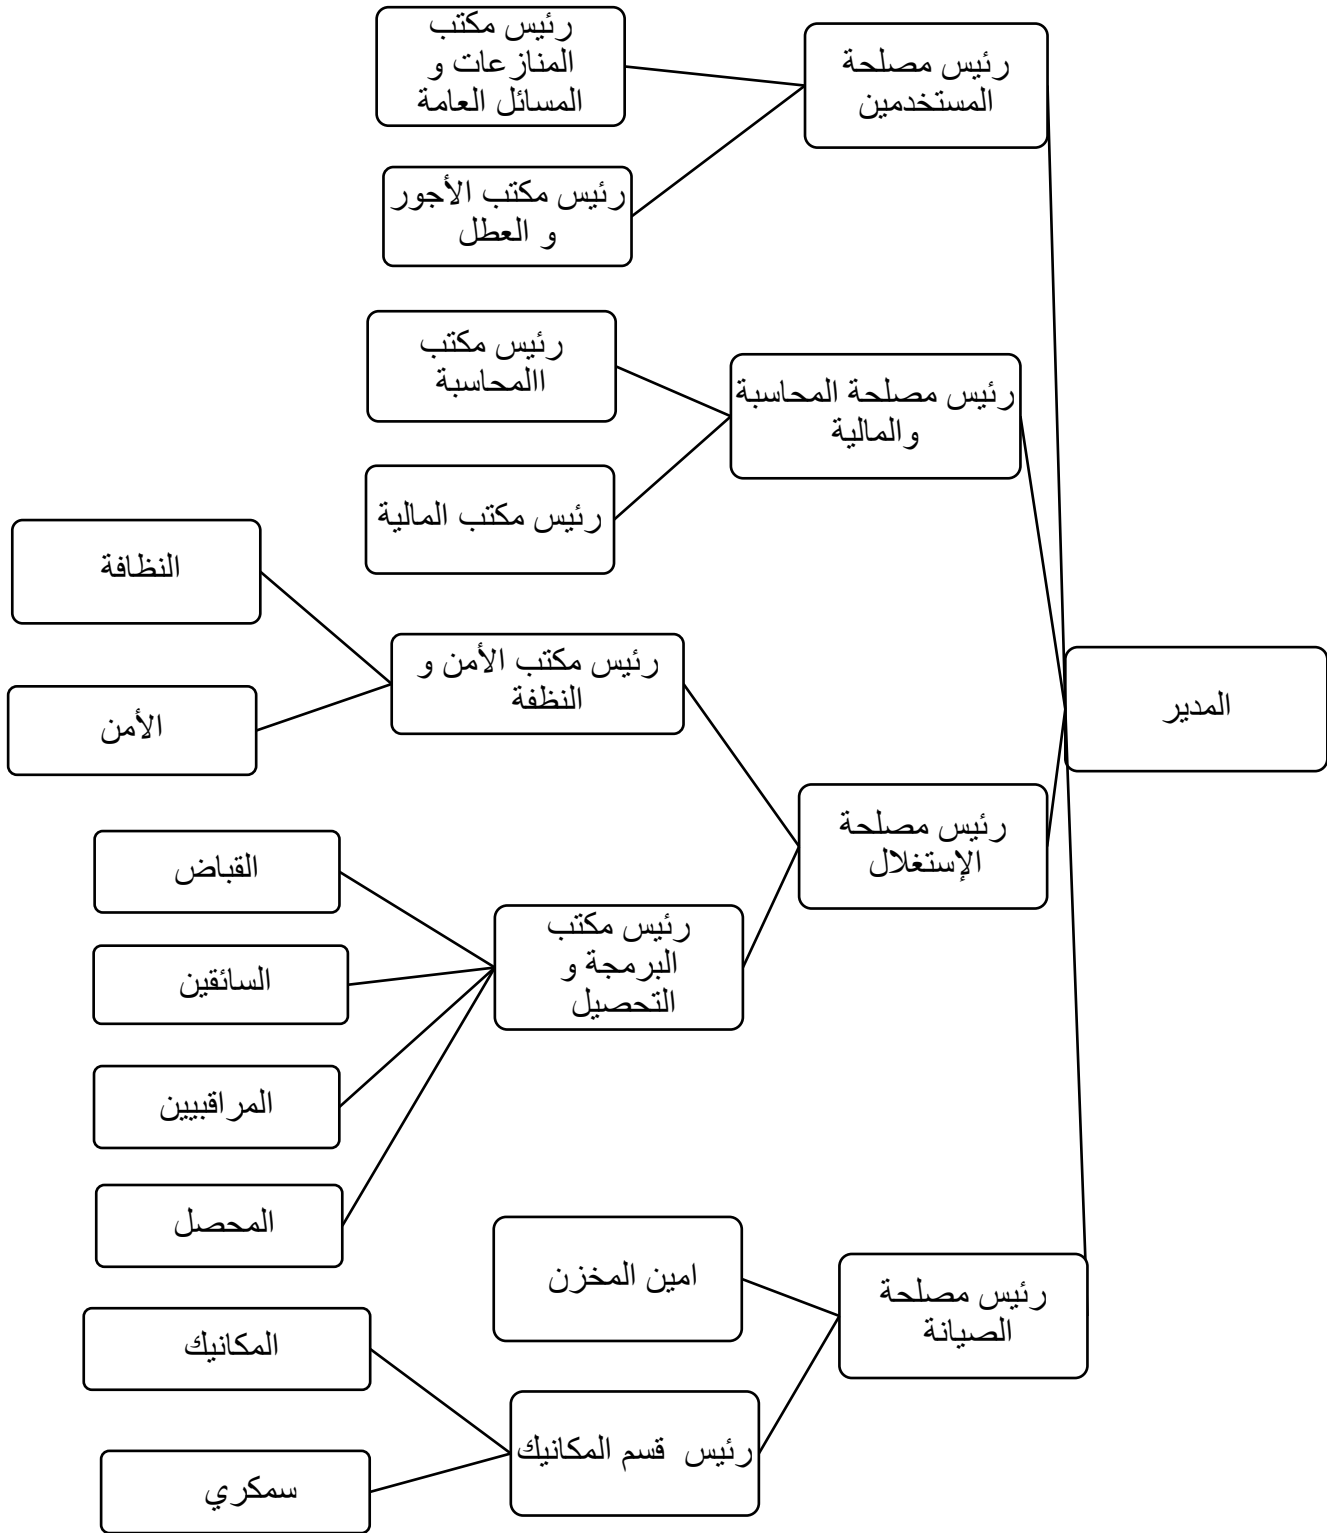 المدير
رئيس مصلحة
المستخدمين
رئيس مكتب
المنازعات و
المسائل العامة
رئيس مكتب الأجور
و العطل
رئيس مصلحة المحاسبة
والمالية
رئيس مكتب
االمحاسبة
رئيس مكتب المالية
رئيس مصلحة
الإستغلال
رئيس مكتب الأمن و
النظفة
النظافة
الأمن
رئيس مكتب
البرمجة و
التحصيل
القباض
السائقين
المراقبيين
المحصل
رئيس مصلحة
الصيانة
امين المخزن
رئيس قسم المكانيك
المكانيك
سمكري